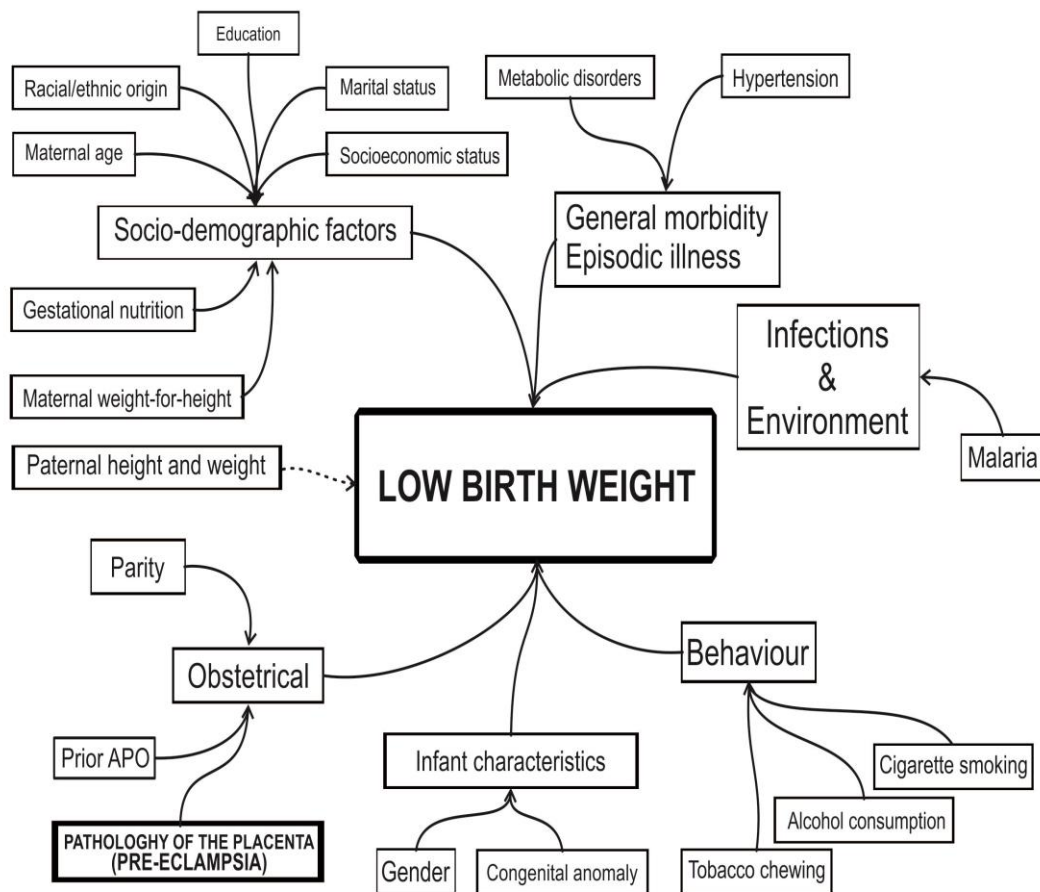 Education
Racial/ethnic origin
Marital status
Metabolic disorders
Hypertension
Maternal age
Socioeconomic status
Socio-demographic factors
General morbidity
Episodic illness
Gestational nutrition
Infections
&
Environment
Maternal weight-for-height
Malaria
Paternal height and weight
LOW BIRTH WEIGHT
Parity
Obstetrical
Behaviour
Prior APO
Infant characteristics
Cigarette smoking
Alcohol consumption
PATHOLOGHY OF THE PLACENTA
(PRE-ECLAMPSIA)
Gender
Congenital anomaly
Tobacco chewing